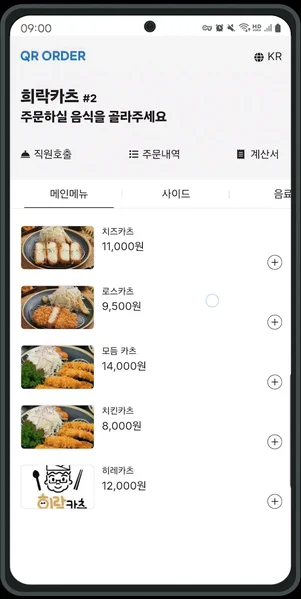 09:00
HD
QR ORDER
KR
희락카츠 #2
주문하실 음식을 골라주세요
직원호출
주문내역
계산서
메인메뉴
사이드
음료
치즈카츠
11,000원
로스카츠
9,500원
모듬 카츠
14,000원
치킨카츠
8,000원
히레카츠
12,000원
희락카츠